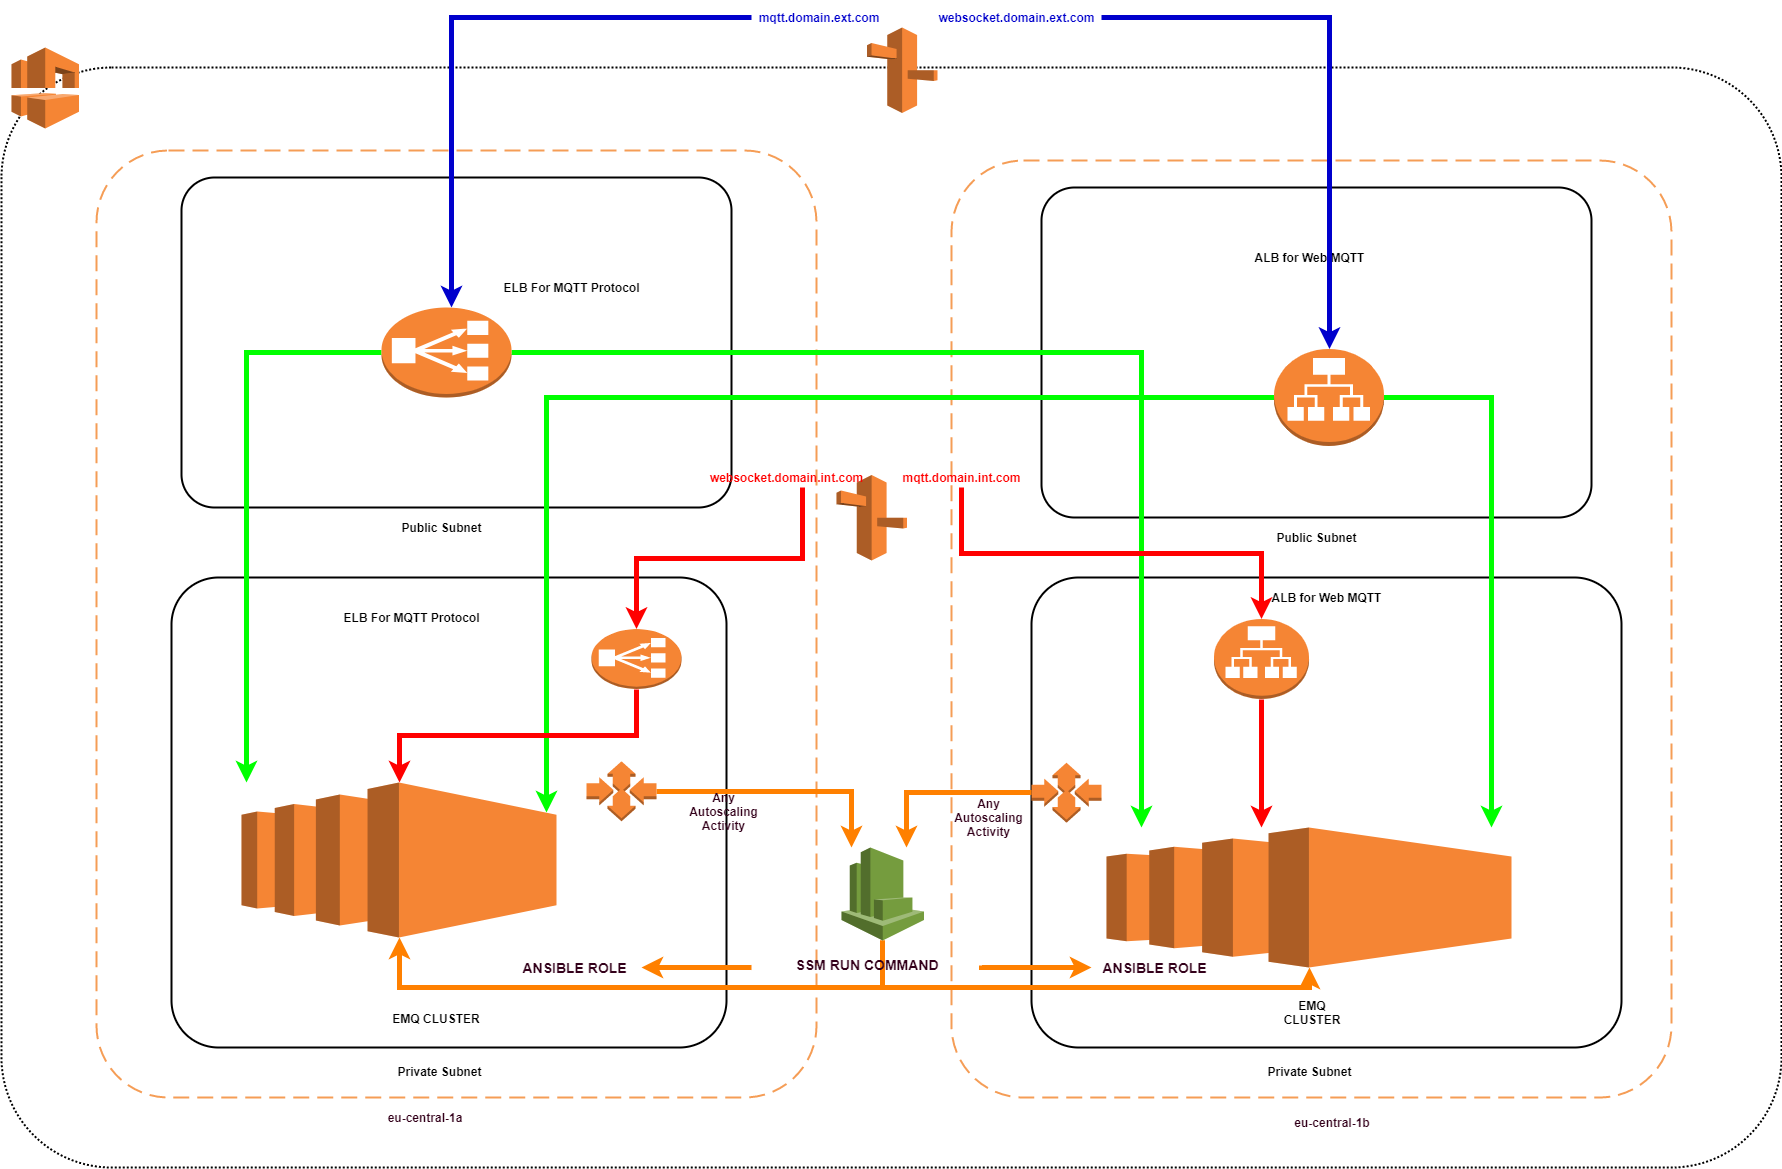 mqtt.domain.ext.com
websocket.domain.ext.com
ALB for Web MQTT
ELB For MQTT Protocol
websocket.domain.int.com
mqtt.domain.int.com
Public Subnet
Public Subnet
ALB for Web MQTT
ELB For MQTT Protocol
Any
Autoscaling
Activity
Any
Autoscaling
Activity
ANSIBLE ROLE
SSM RUN COMMAND
ANSIBLE ROLE
EMQ CLUSTER
EMQ
CLUSTER
Private Subnet
Private Subnet
eu-central-1a
eu-central-1b